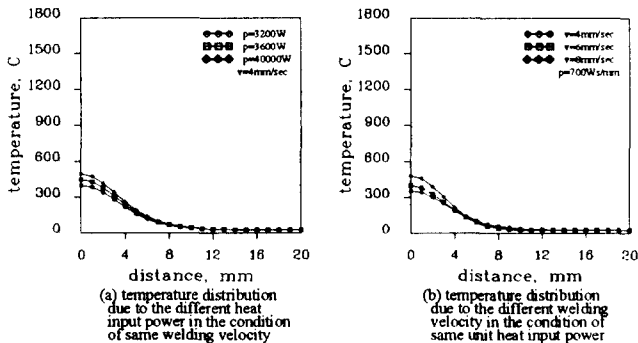 1800
p=3200W
p=3600W
p=40000W
v=4mm/sec
1500
1200
900
600
300
0
temperature, C
0 4 8 12 16 20
distance, mm
(a) temperature distribution
due to the different heat
input power in the condition
of same welding velocity
1800
v=4mm/sec
v=6mm/sec
v=8mm/sec
p=700Ws/mm
1500
1200
900
600
300
0
temperature, C
0 4 8 12 16 20
distance, mm
(b) temperature distribution
due to the different welding
velocity in the condition of
same unit heat input power